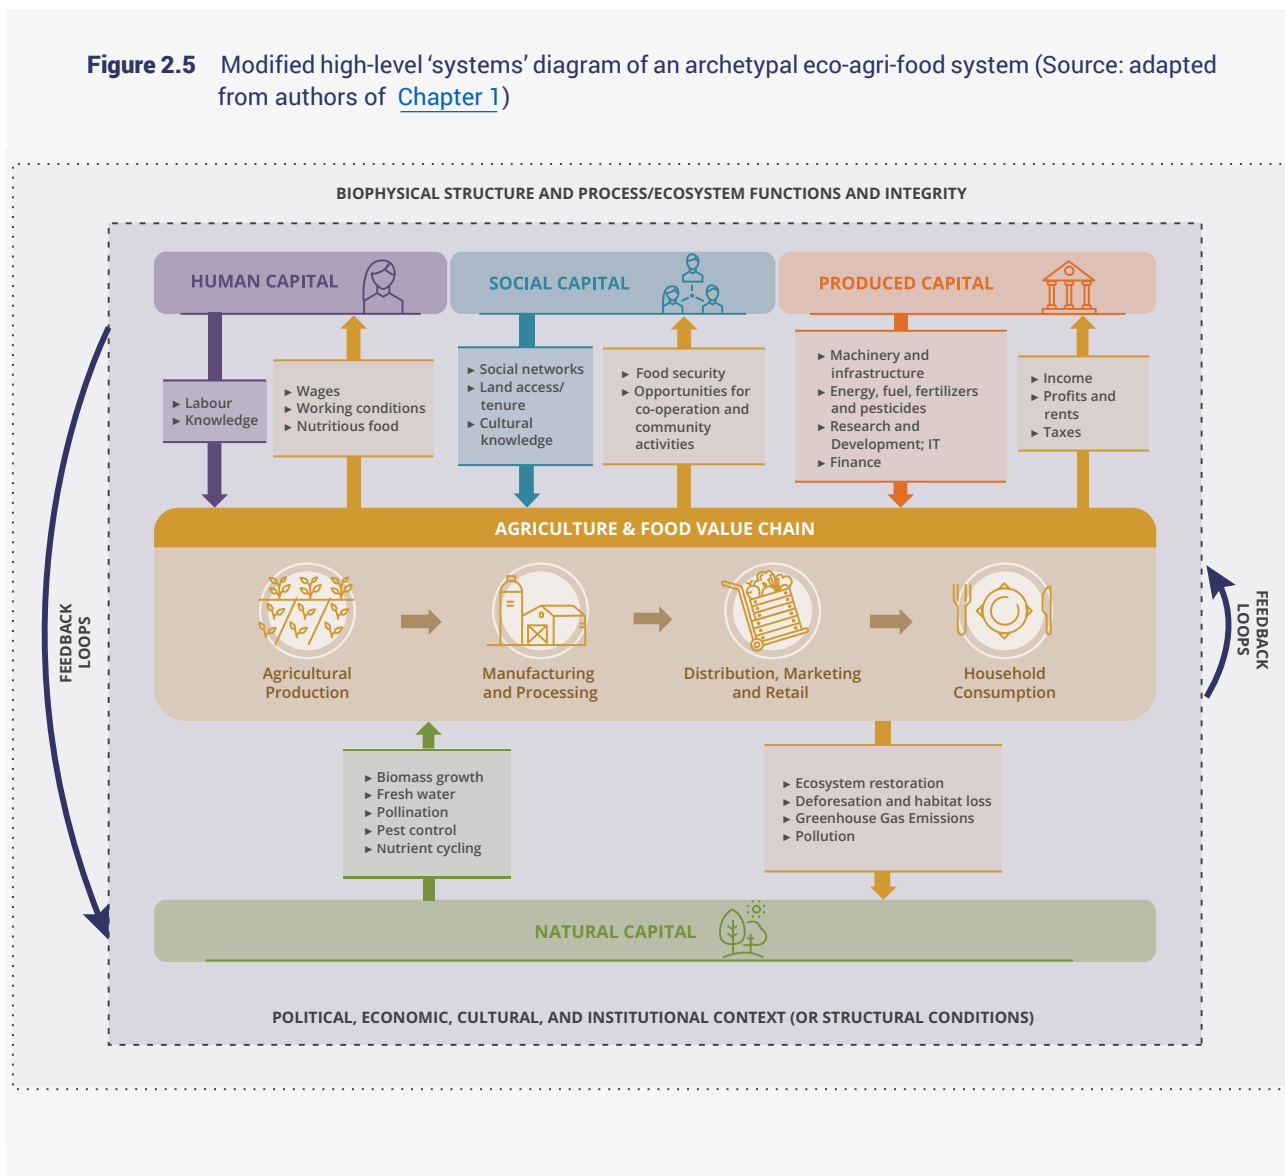 Figure 2.5 Modified high-level ‘systems’ diagram of an archetypal eco-agri-food system (Source: adapted
from authors of Chapter 1)
BIOPHYSICAL STRUCTURE AND PROCESS/ECOSYSTEM FUNCTIONS AND INTEGRITY
HUMAN CAPITAL
SOCIAL CAPITAL
PRODUCED CAPITAL
▸ Labour
▸ Knowledge
▸ Wages
▸ Working conditions
▸ Nutritious food
▸ Social networks
▸ Land access/
tenure
▸ Cultural
knowledge
▸ Food security
▸ Opportunities for
co-operation and
community
activities
▸ Machinery and
infrastructure
▸ Energy, fuel, fertilizers
and pesticides
▸ Research and
Development; IT
▸ Finance
▸ Income
▸ Profits and
rents
▸ Taxes
AGRICULTURE & FOOD VALUE CHAIN
Agricultural
Production
Manufacturing
and Processing
Distribution, Marketing
and Retail
Household
Consumption
FEEDBACK
LOOPS
FEEDBACK
LOOPS
▸ Biomass growth
▸ Fresh water
▸ Pollination
▸ Pest control
▸ Nutrient cycling
▸ Ecosystem restoration
▸ Deforesation and habitat loss
▸ Greenhouse Gas Emissions
▸ Pollution
NATURAL CAPITAL
POLITICAL, ECONOMIC, CULTURAL, AND INSTITUTIONAL CONTEXT (OR STRUCTURAL CONDITIONS)